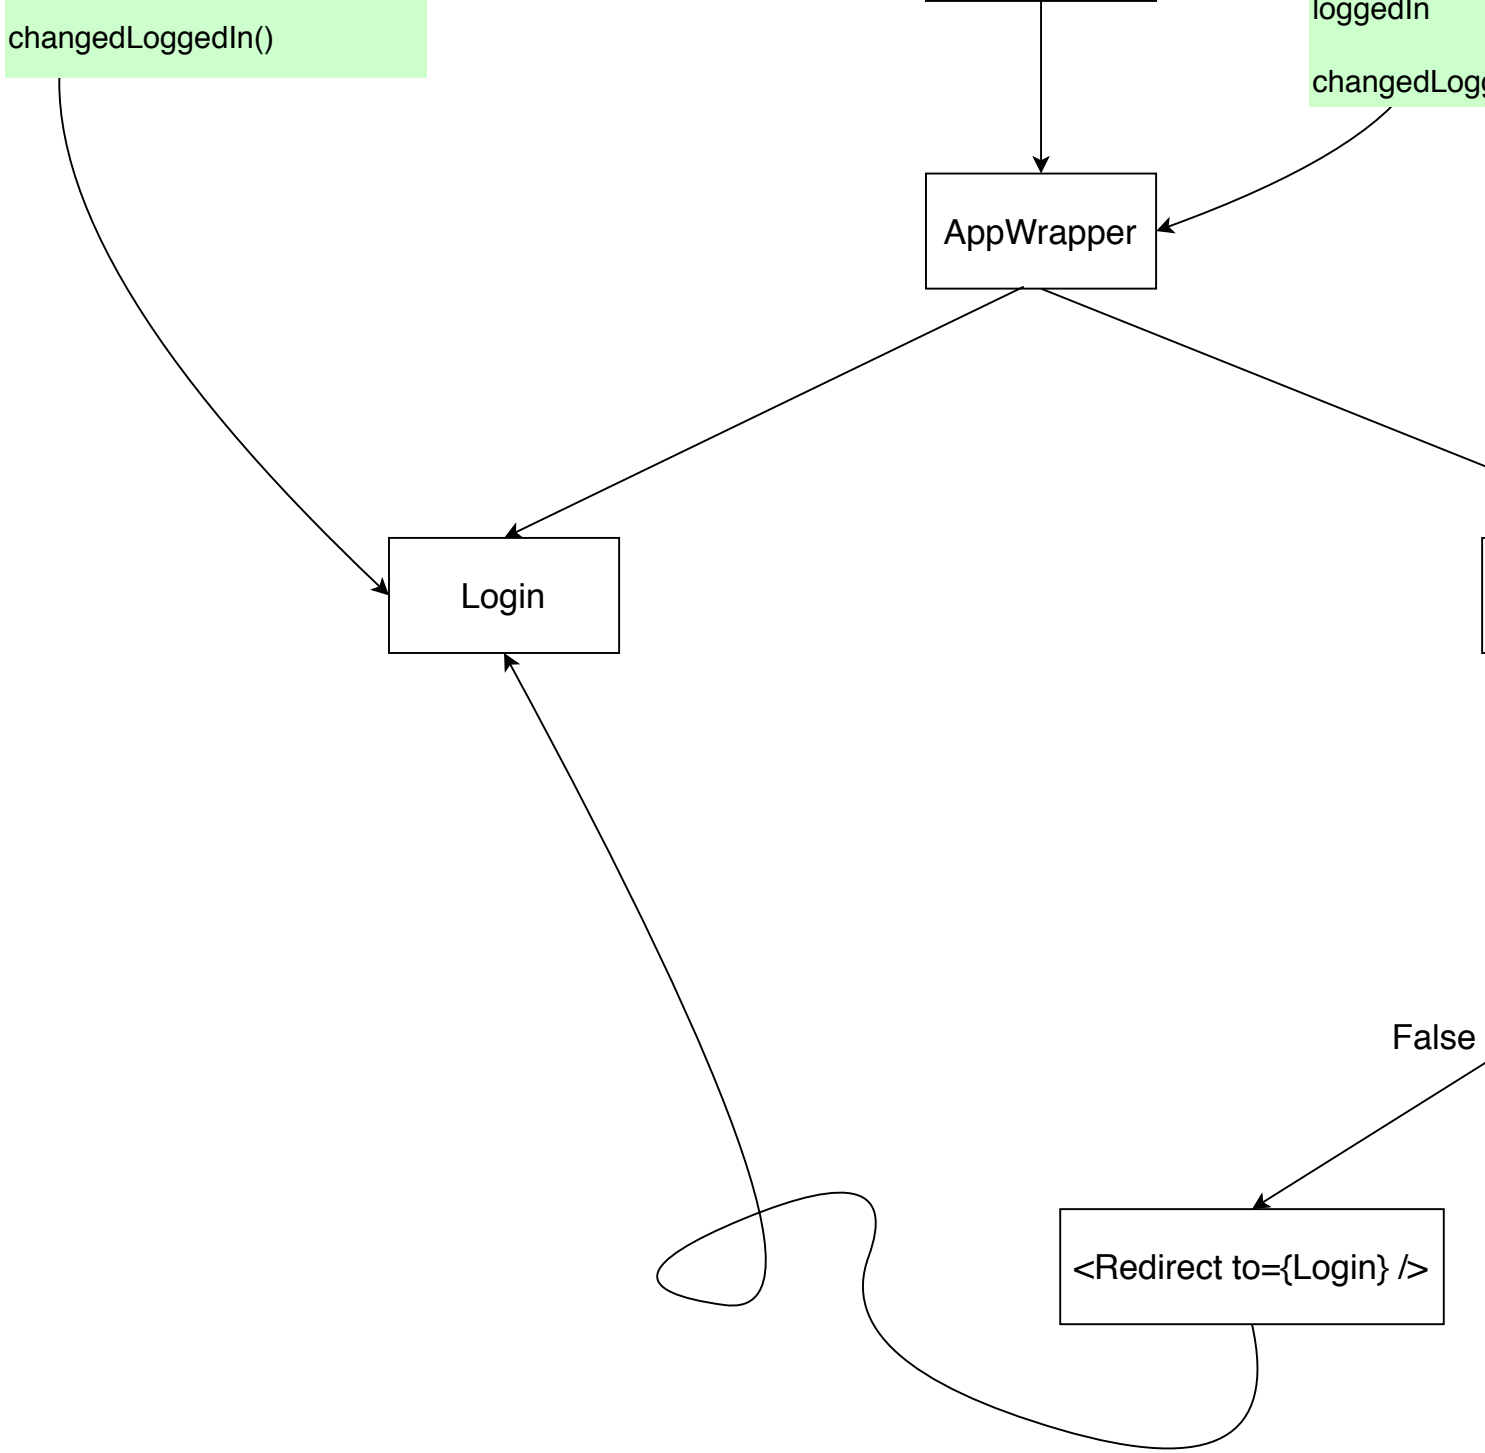 changedLoggedIn()
loggedIn
AppWrapper
Login
False
<Redirect to={Login} />